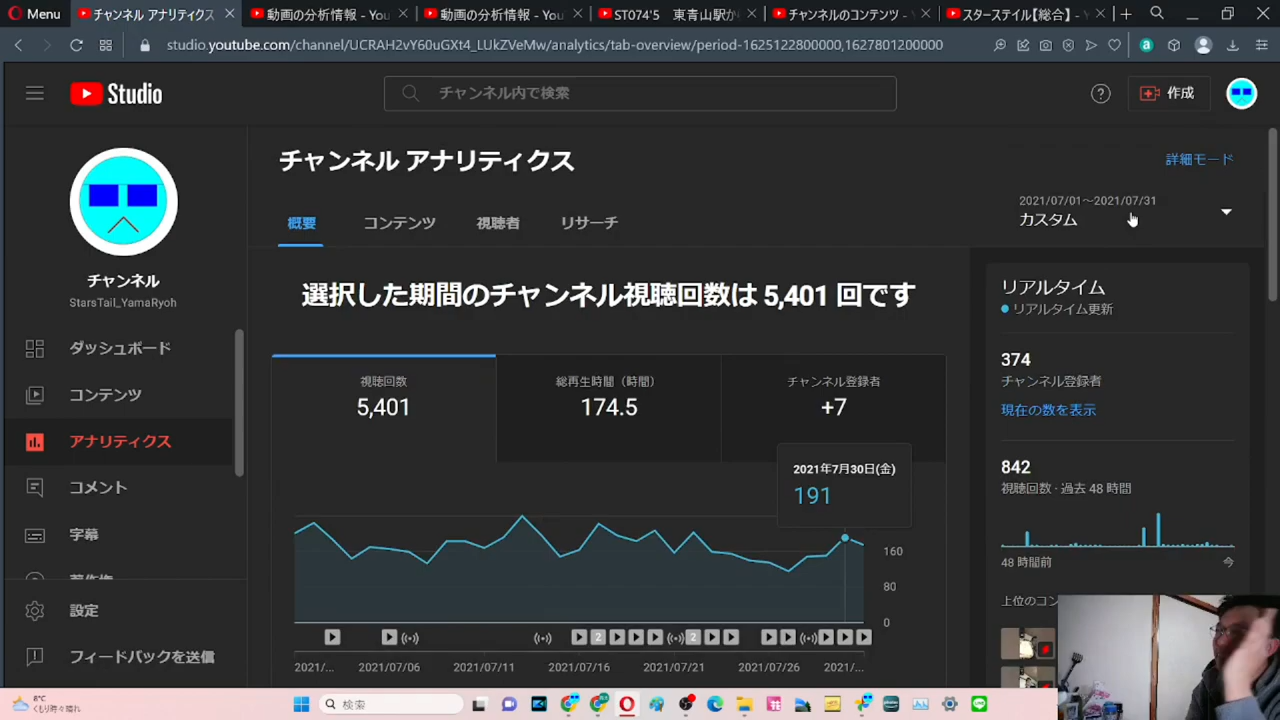 Menu
チャンネル アナリティクス
動画の分析情報 - You
動画の分析情報 - You
ST074'5 東青山駅か
チャンネルのコンテンツ -
スターステイル【総合】 -
studio.youtube.com/channel/UCRAH2vY60uGXt4_LUkZVeMw/analytics/tab-overview/period-1625122800000,1627801200000
Studio
チャンネル内で検索
作成
チャンネル アナリティクス
詳細モード
概要
コンテンツ
視聴者
リサーチ
2021/07/01～2021/07/31
カスタム
チャンネル
StarsTail_YamaRyoh
ダッシュボード
コンテンツ
アナリティクス
コメント
字幕
設定
フィードバックを送信
選択した期間のチャンネル視聴回数は 5,401 回です
視聴回数
5,401
総再生時間（時間）
174.5
チャンネル登録者
+7
2021年7月30日(金)
191
160
80
0
2
2
2021/...
2021/07/06
2021/07/11
2021/07/16
2021/07/21
2021/07/26
2021/...
リアルタイム
リアルタイム更新
374
チャンネル登録者
現在の数を表示
842
視聴回数 · 過去 48 時間
48 時間前
今
上位のコン
8°C
くもり時々晴れ
検索